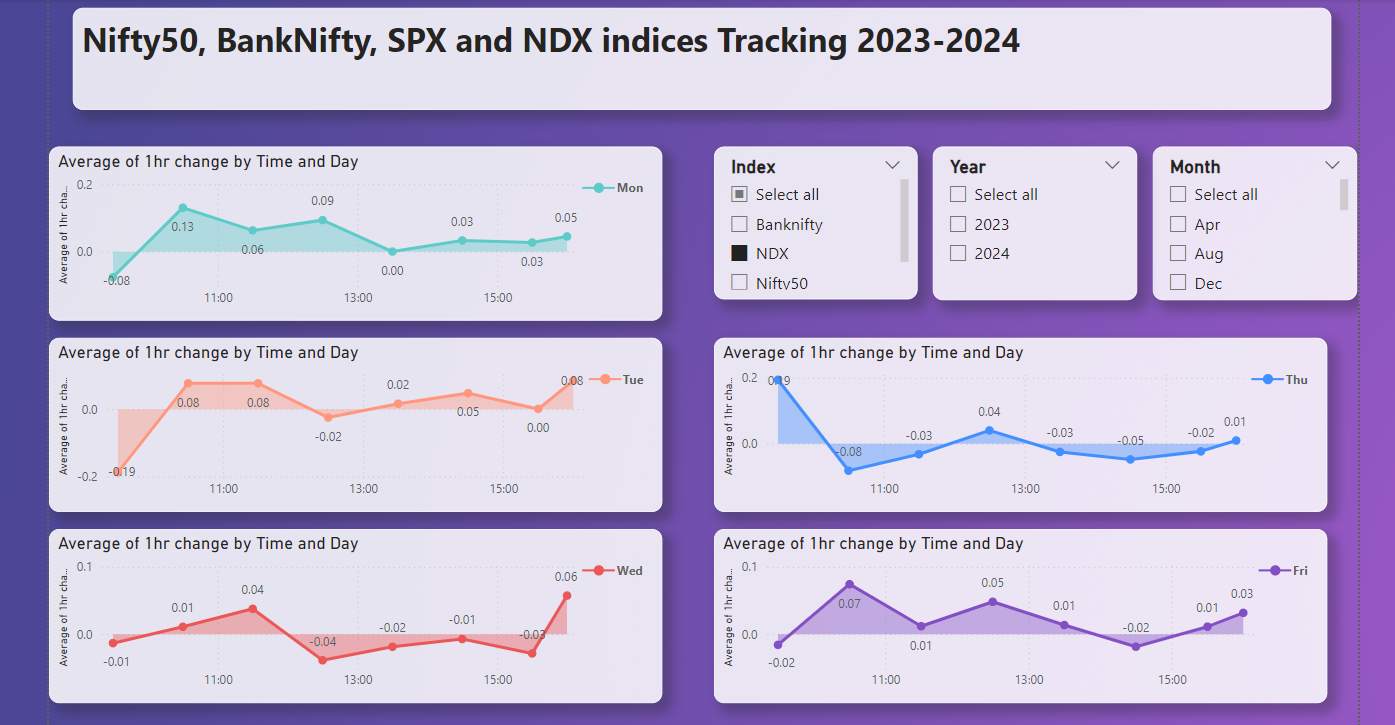 Nifty50, BankNifty, SPX and NDX indices Tracking 2023-2024
Average of 1hr change by Time and Day
Average of 1hr cha...
0.2
0.0
-0.08
0.13
0.06
0.09
0.00
0.03
0.03
0.05
Mon
11:00
13:00
15:00
Index
Select all
Banknifty
NDX
Nifty50
Year
Select all
2023
2024
Month
Select all
Apr
Aug
Dec
Average of 1hr change by Time and Day
Average of 1hr cha...
0.0
-0.2
-0.19
0.08
0.08
-0.02
0.02
0.05
0.00
0.08
Tue
11:00
13:00
15:00
Average of 1hr change by Time and Day
Average of 1hr cha...
0.2
0.0
0.19
-0.08
-0.03
0.04
-0.03
-0.05
-0.02
0.01
Thu
11:00
13:00
15:00
Average of 1hr change by Time and Day
Average of 1hr cha...
0.1
0.0
-0.01
0.01
0.04
-0.04
-0.02
-0.01
-0.03
0.06
Wed
11:00
13:00
15:00
Average of 1hr change by Time and Day
Average of 1hr cha...
0.1
0.0
-0.02
0.07
0.01
0.05
0.01
-0.02
0.01
0.03
Fri
11:00
13:00
15:00